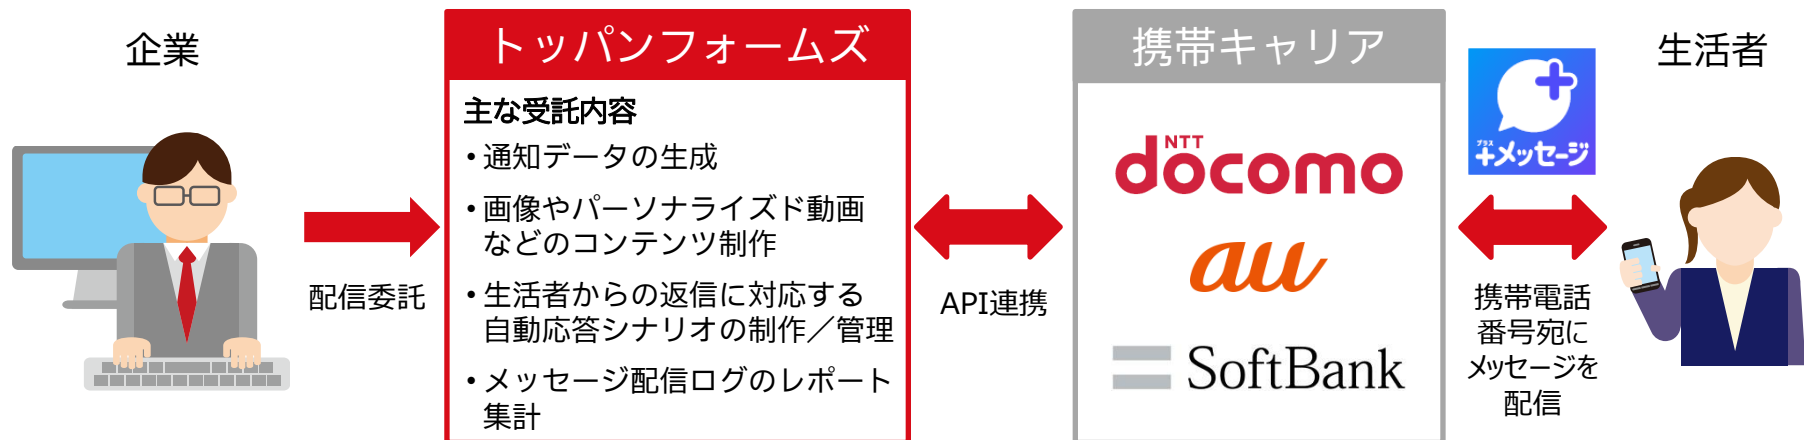 企業
配信委託
トッパンフォームズ
主な受託内容
・通知データの生成
・画像やパーソナライズド動画
などのコンテンツ制作
・生活者からの返信に対応する
自動応答シナリオの制作／管理
・メッセージ配信ログのレポート
集計
API連携
携帯キャリア
NTT
docomo
au
SoftBank
プラス
+メッセージ
携帯電話
番号宛に
メッセージを
配信
生活者